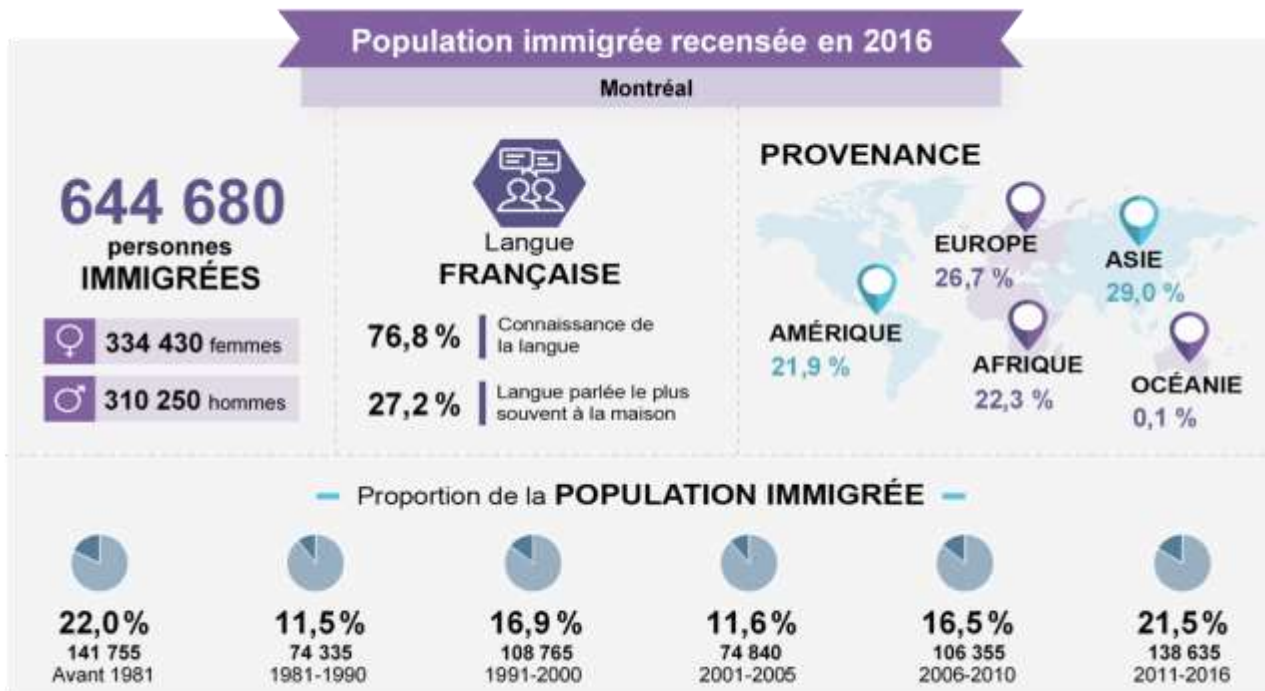 Population immigrée recensée en 2016
Montréal
644 680
personnes
IMMIGRÉES
334 430 femmes
310 250 hommes
Langue
FRANÇAISE
76,8 %
Connaissance de
la langue
27,2 %
Langue parlée le plus
souvent à la maison
PROVENANCE
EUROPE
26,7 %
ASIE
29,0 %
AMÉRIQUE
21,9 %
AFRIQUE
22,3 %
OCÉANIE
0,1 %
Proportion de la POPULATION IMMIGRÉE
22,0 %
141 755
Avant 1981
11,5 %
74 335
1981-1990
16,9 %
108 765
1991-2000
11,6 %
74 840
2001-2005
16,5 %
106 355
2006-2010
21,5 %
138 635
2011-2016